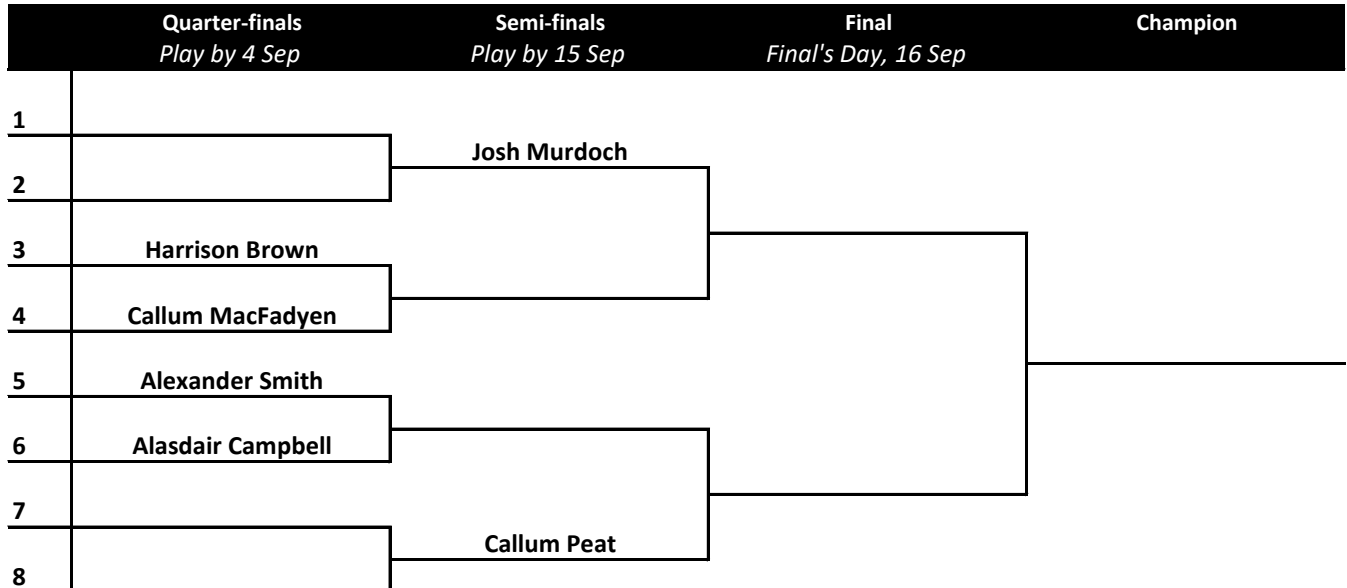 Quarter-finals Semi-finals Final Champion
Play by 4 Sep Play by 15 Sep Final's Day, 16 Sep
1
Josh Murdoch
2
3 Harrison Brown
4 Callum MacFadyen
5 Alexander Smith
6 Alasdair Campbell
7
Callum Peat
8